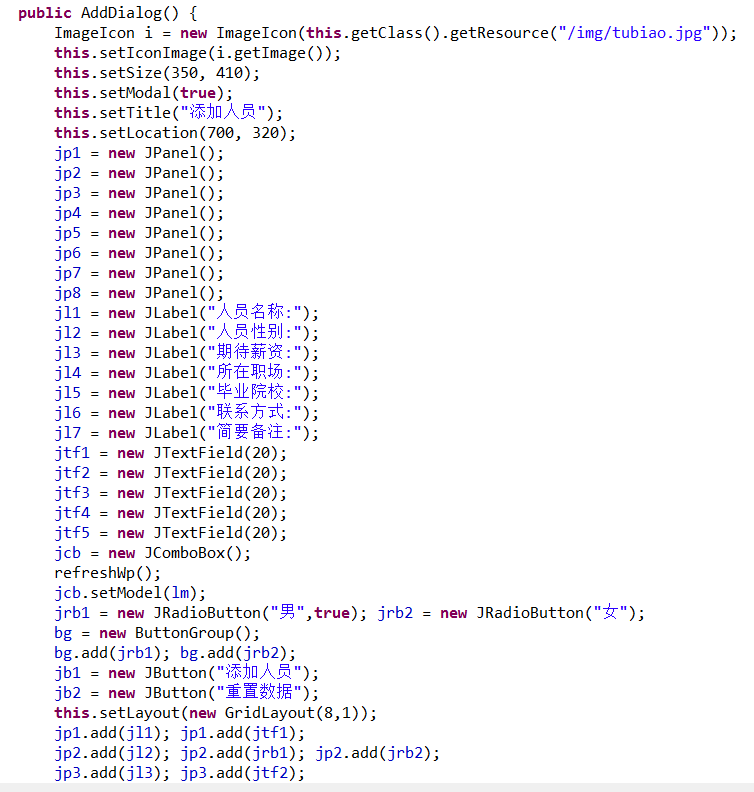 public AddDialog() {
ImageIcon i = new ImageIcon(this.getClass().getResource("/img/tubiao.jpg"));
this.setIconImage(i.getImage());
this.setSize(350, 410);
this.setModal(true);
this.setTitle("添加人员");
this.setLocation(700, 320);
jp1 = new JPanel();
jp2 = new JPanel();
jp3 = new JPanel();
jp4 = new JPanel();
jp5 = new JPanel();
jp6 = new JPanel();
jp7 = new JPanel();
jp8 = new JPanel();
jl1 = new JLabel("人员名称:");
jl2 = new JLabel("人员性别:");
jl3 = new JLabel("期待薪资:");
jl4 = new JLabel("所在职场:");
jl5 = new JLabel("毕业院校:");
jl6 = new JLabel("联系方式:");
jl7 = new JLabel("简要备注:");
jtf1 = new JTextField(20);
jtf2 = new JTextField(20);
jtf3 = new JTextField(20);
jtf4 = new JTextField(20);
jtf5 = new JTextField(20);
jcb = new JComboBox();
refreshWp();
jcb.setModel(lm);
jrb1 = new JRadioButton("男",true); jrb2 = new JRadioButton("女");
bg = new ButtonGroup();
bg.add(jrb1); bg.add(jrb2);
jb1 = new JButton("添加人员");
jb2 = new JButton("重置数据");
this.setLayout(new GridLayout(8,1));
jp1.add(jl1); jp1.add(jtf1);
jp2.add(jl2); jp2.add(jrb1); jp2.add(jrb2);
jp3.add(jl3); jp3.add(jtf2);